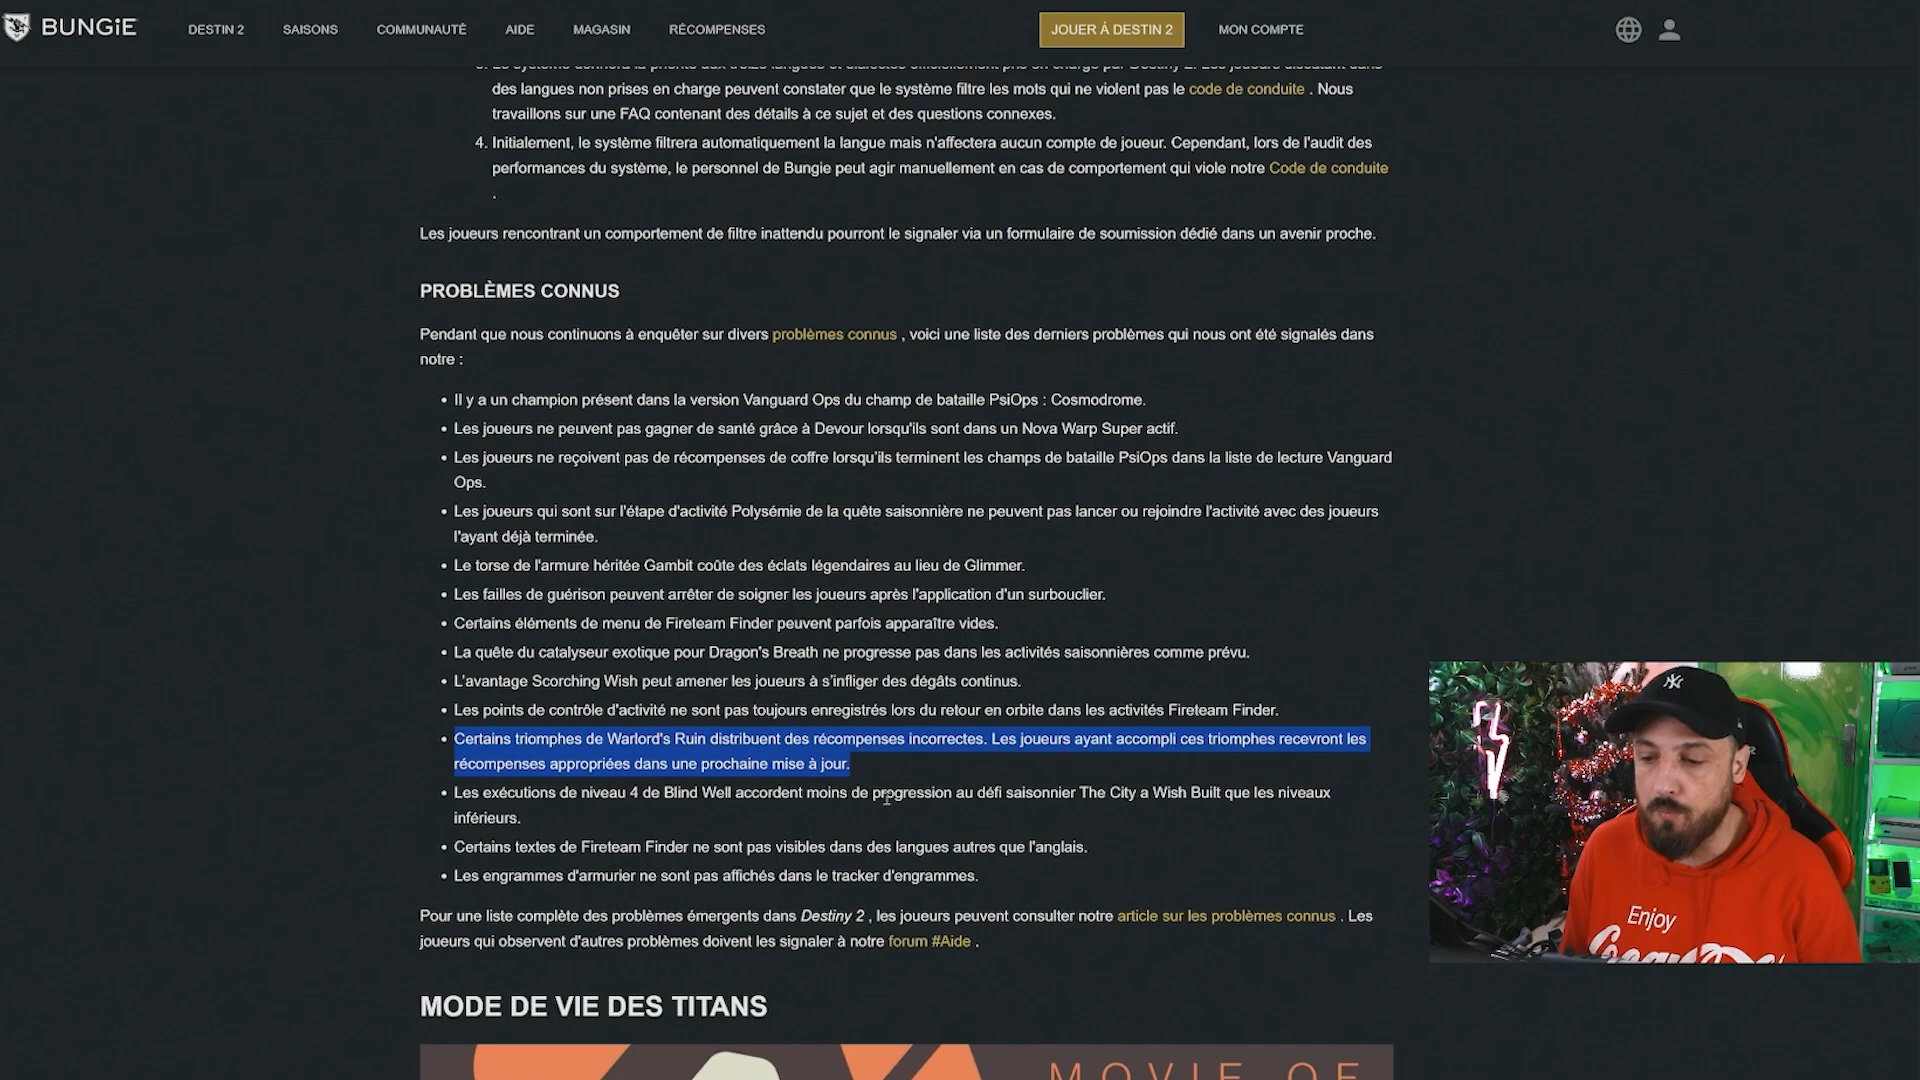 BUNGiE
DESTIN 2
SAISONS
COMMUNAUTÉ
AIDE
MAGASIN
RÉCOMPENSES
JOUER À DESTIN 2
MON COMPTE
3. Le système donnera la priorité aux treize langues et dialectes officiellement pris en charge par Destiny 2. Les joueurs discutant dans
des langues non prises en charge peuvent constater que le système filtre les mots qui ne violent pas le code de conduite . Nous
travaillons sur une FAQ contenant des détails à ce sujet et des questions connexes.
4. Initialement, le système filtrera automatiquement la langue mais n'affectera aucun compte de joueur. Cependant, lors de l'audit des
performances du système, le personnel de Bungie peut agir manuellement en cas de comportement qui viole notre Code de conduite
.
Les joueurs rencontrant un comportement de filtre inattendu pourront le signaler via un formulaire de soumission dédié dans un avenir proche.
PROBLÈMES CONNUS
Pendant que nous continuons à enquêter sur divers problèmes connus , voici une liste des derniers problèmes qui nous ont été signalés dans
notre :
• Il y a un champion présent dans la version Vanguard Ops du champ de bataille PsiOps : Cosmodrome.
• Les joueurs ne peuvent pas gagner de santé grâce à Devour lorsqu'ils sont dans un Nova Warp Super actif.
• Les joueurs ne reçoivent pas de récompenses de coffre lorsqu'ils terminent les champs de bataille PsiOps dans la liste de lecture Vanguard
Ops.
• Les joueurs qui sont sur l'étape d'activité Polysémie de la quête saisonnière ne peuvent pas lancer ou rejoindre l'activité avec des joueurs
l'ayant déjà terminée.
• Le torse de l'armure héritée Gambit coûte des éclats légendaires au lieu de Glimmer.
• Les failles de guérison peuvent arrêter de soigner les joueurs après l'application d'un surbouclier.
• Certains éléments de menu de Fireteam Finder peuvent parfois apparaître vides.
• La quête du catalyseur exotique pour Dragon's Breath ne progresse pas dans les activités saisonnières comme prévu.
• L'avantage Scorching Wish peut amener les joueurs à s'infliger des dégâts continus.
• Les points de contrôle d'activité ne sont pas toujours enregistrés lors du retour en orbite dans les activités Fireteam Finder.
• Certains triomphes de Warlord's Ruin distribuent des récompenses incorrectes. Les joueurs ayant accompli ces triomphes recevront les
récompenses appropriées dans une prochaine mise à jour.
• Les exécutions de niveau 4 de Blind Well accordent moins de progression au défi saisonnier The City a Wish Built que les niveaux
inférieurs.
• Certains textes de Fireteam Finder ne sont pas visibles dans des langues autres que l'anglais.
• Les engrammes d'armurier ne sont pas affichés dans le tracker d'engrammes.
Pour une liste complète des problèmes émergents dans Destiny 2 , les joueurs peuvent consulter notre article sur les problèmes connus . Les
joueurs qui observent d'autres problèmes doivent les signaler à notre forum #Aide .
Enjoy
MODE DE VIE DES TITANS
MOVIE OF